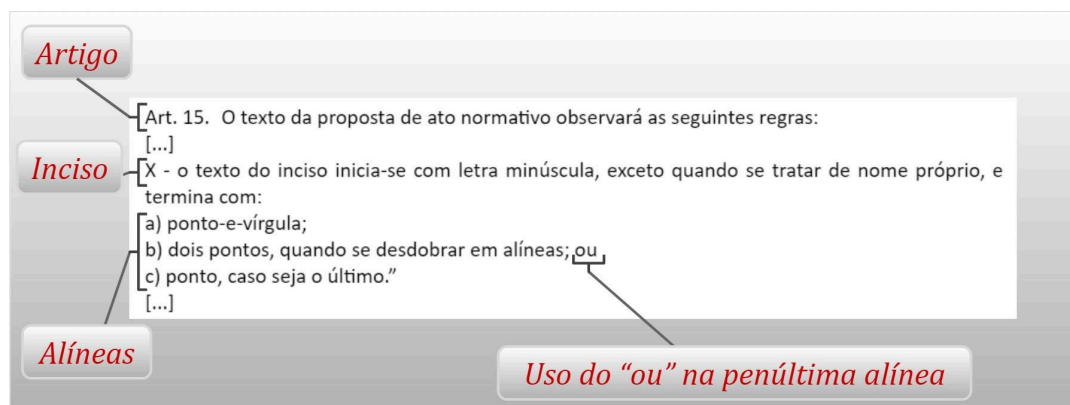 Artigo
Art. 15. O texto da proposta de ato normativo observará as seguintes regras:
[...]
Inciso
X - o texto do inciso inicia-se com letra minúscula, exceto quando se tratar de nome próprio, e
termina com:
a) ponto-e-vírgula;
b) dois pontos, quando se desdobrar em alíneas; ou
c) ponto, caso seja o último.”
[...]
Alíneas
Uso do “ou” na penúltima alínea